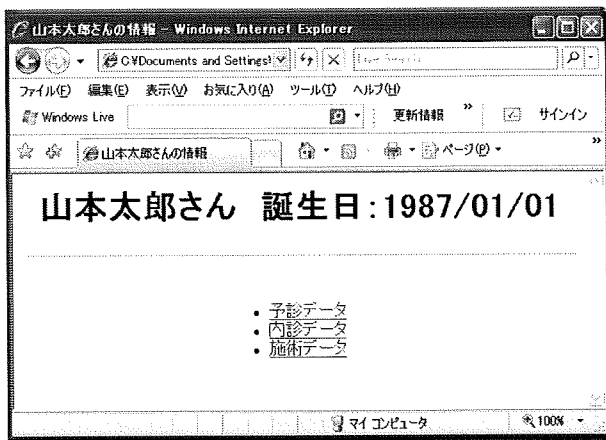 山本太郎さんの情報 - Windows Internet Explorer
C:¥Documents and Settings¥
Live Search
ファイル(F) 編集(E) 表示(V) お気に入り(A) ツール(T) ヘルプ(H)
Windows Live 更新情報 » サインイン
山本太郎さんの情報 ページ(P) »
山本太郎さん 誕生日:1987/01/01
• 予診データ
• 内診データ
• 施術データ
マイ コンピュータ 100%